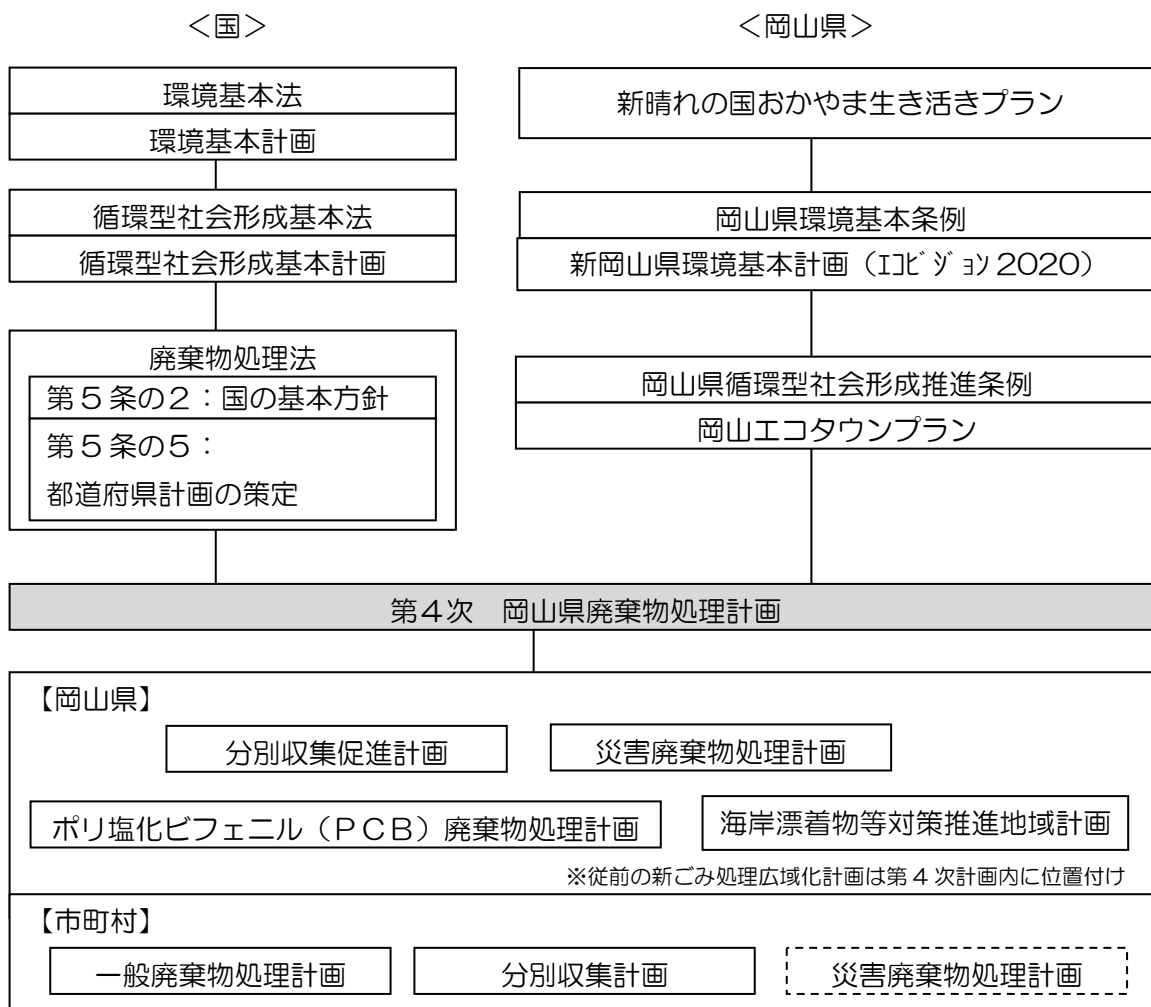 ＜国＞
環境基本法
環境基本計画
循環型社会形成基本法
循環型社会形成基本計画
廃棄物処理法
第５条の２：国の基本方針
第５条の５：
都道府県計画の策定
＜岡山県＞
新晴れの国おかやま生き活きプラン
岡山県環境基本条例
新岡山県環境基本計画（ｴｺﾋﾞｼﾞｮﾝ2020）
岡山県循環型社会形成推進条例
岡山エコタウンプラン
第４次　岡山県廃棄物処理計画
【岡山県】
分別収集促進計画
災害廃棄物処理計画
ポリ塩化ビフェニル（ＰＣＢ）廃棄物処理計画
海岸漂着物等対策推進地域計画
※従前の新ごみ処理広域化計画は第４次計画内に位置付け
【市町村】
一般廃棄物処理計画
分別収集計画
災害廃棄物処理計画